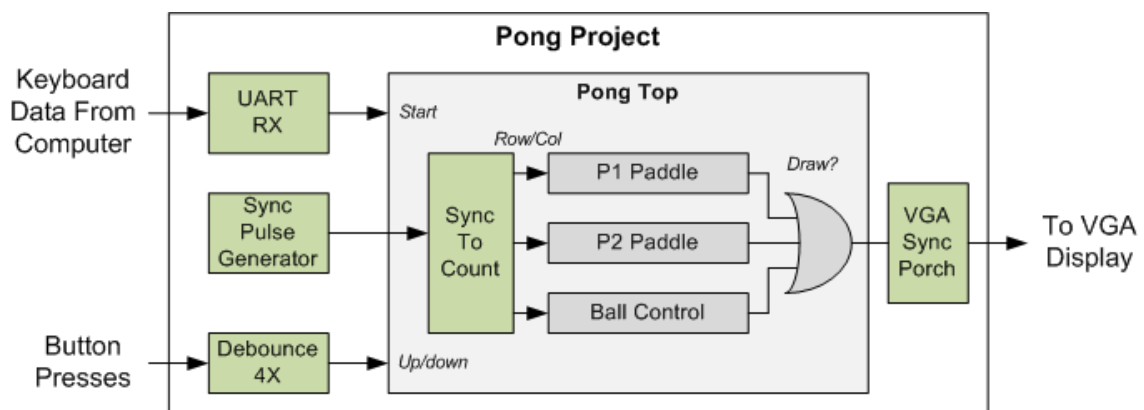 Pong Project
Keyboard
Data From
Computer
UART
RX
Pong Top
Start
Row/Col
P1 Paddle
Draw?
Sync
Pulse
Generator
Sync
To
Count
P2 Paddle
VGA
Sync
Porch
To VGA
Display
Ball Control
Button
Presses
Debounce
4X
Up/down